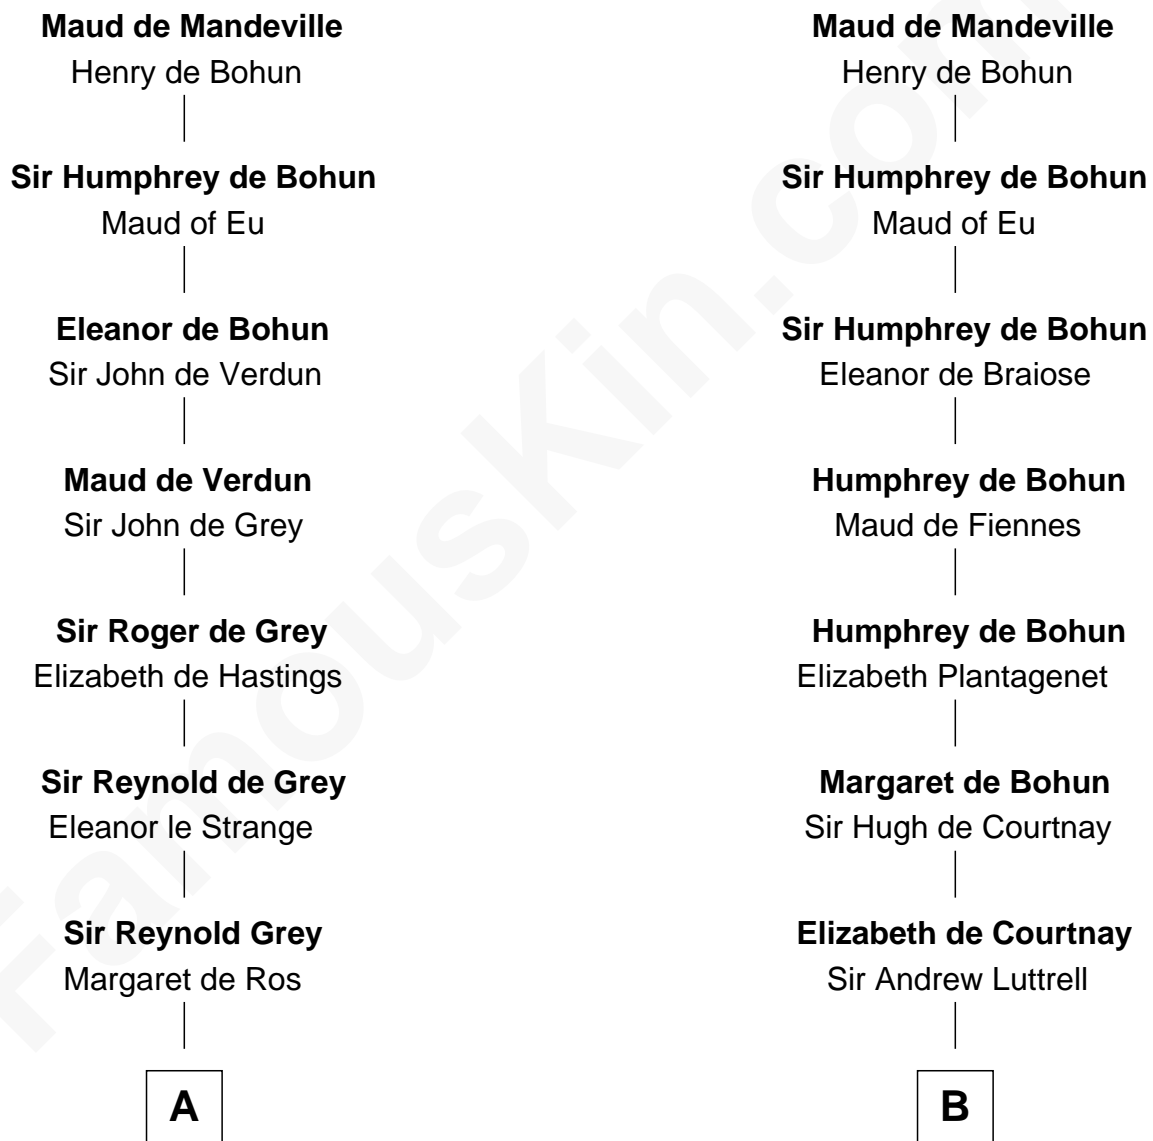 Maud de Mandeville
Henry de Bohun
Sir Humphrey de Bohun
Maud of Eu
Eleanor de Bohun
Sir John de Verdun
Maud de Verdun
Sir John de Grey
Sir Roger de Grey
Elizabeth de Hastings
Sir Reynold de Grey
Eleanor le Strange
Sir Reynold Grey
Margaret de Ros
A
Maud de Mandeville
Henry de Bohun
Sir Humphrey de Bohun
Maud of Eu
Sir Humphrey de Bohun
Eleanor de Braiose
Humphrey de Bohun
Maud de Fiennes
Humphrey de Bohun
Elizabeth Plantagenet
Margaret de Bohun
Sir Hugh de Courtnay
Elizabeth de Courtnay
Sir Andrew Luttrell
B
FamousKin.com